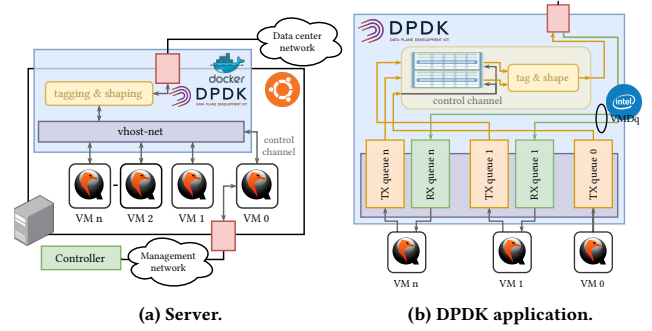 Data center
network
docker
DPDK
DATA PLANE DEVELOPMENT KIT
tagging & shaping
vhost-net
control
channel
VM n
VM 2
VM 1
VM 0
Controller
Management
network
(a) Server.
DPDK
DATA PLANE DEVELOPMENT KIT
tag & shape
control channel
intel
VMDq
TX queue n
RX queue n
TX queue 1
RX queue 1
TX queue 0
VM n
VM 1
VM 0
(b) DPDK application.